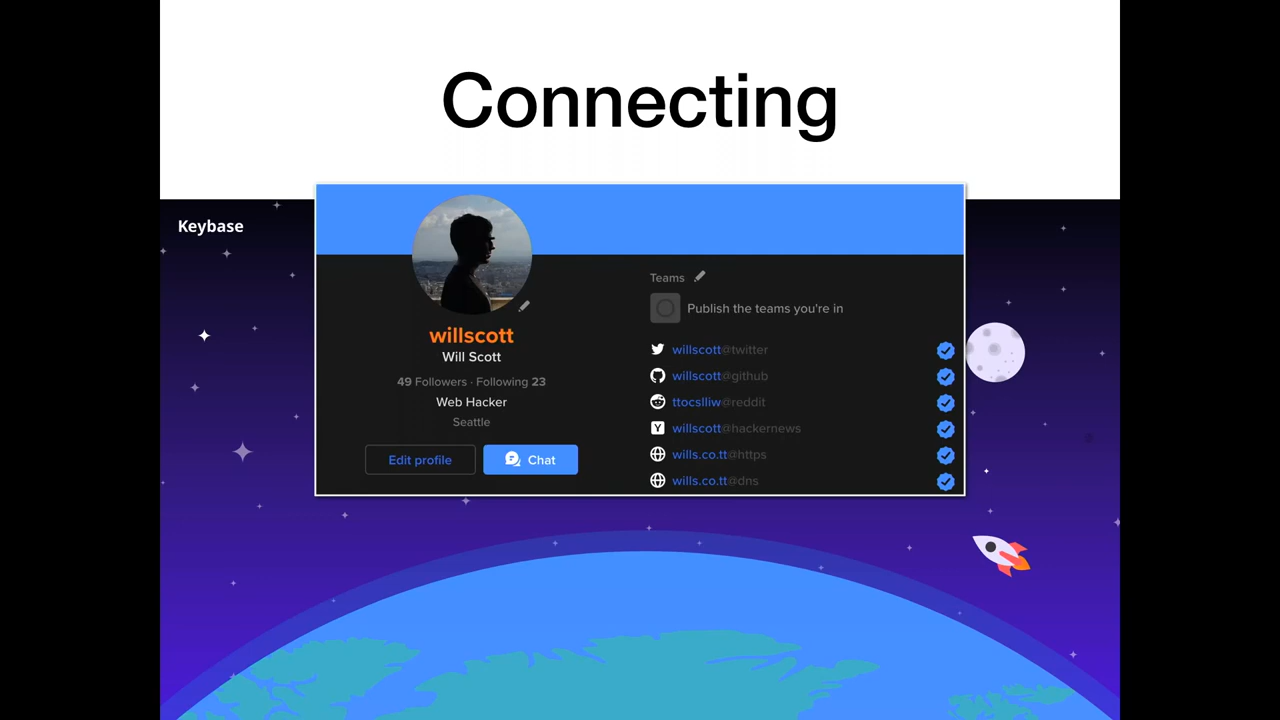 Connecting
Keybase
willscott
Will Scott
49 Followers · Following 23
Web Hacker
Seattle
Edit profile
Chat
Teams
Publish the teams you're in
willscott@twitter
willscott@github
ttocslliw@reddit
willscott@hackernews
wills.co.tt@https
wills.co.tt@dns